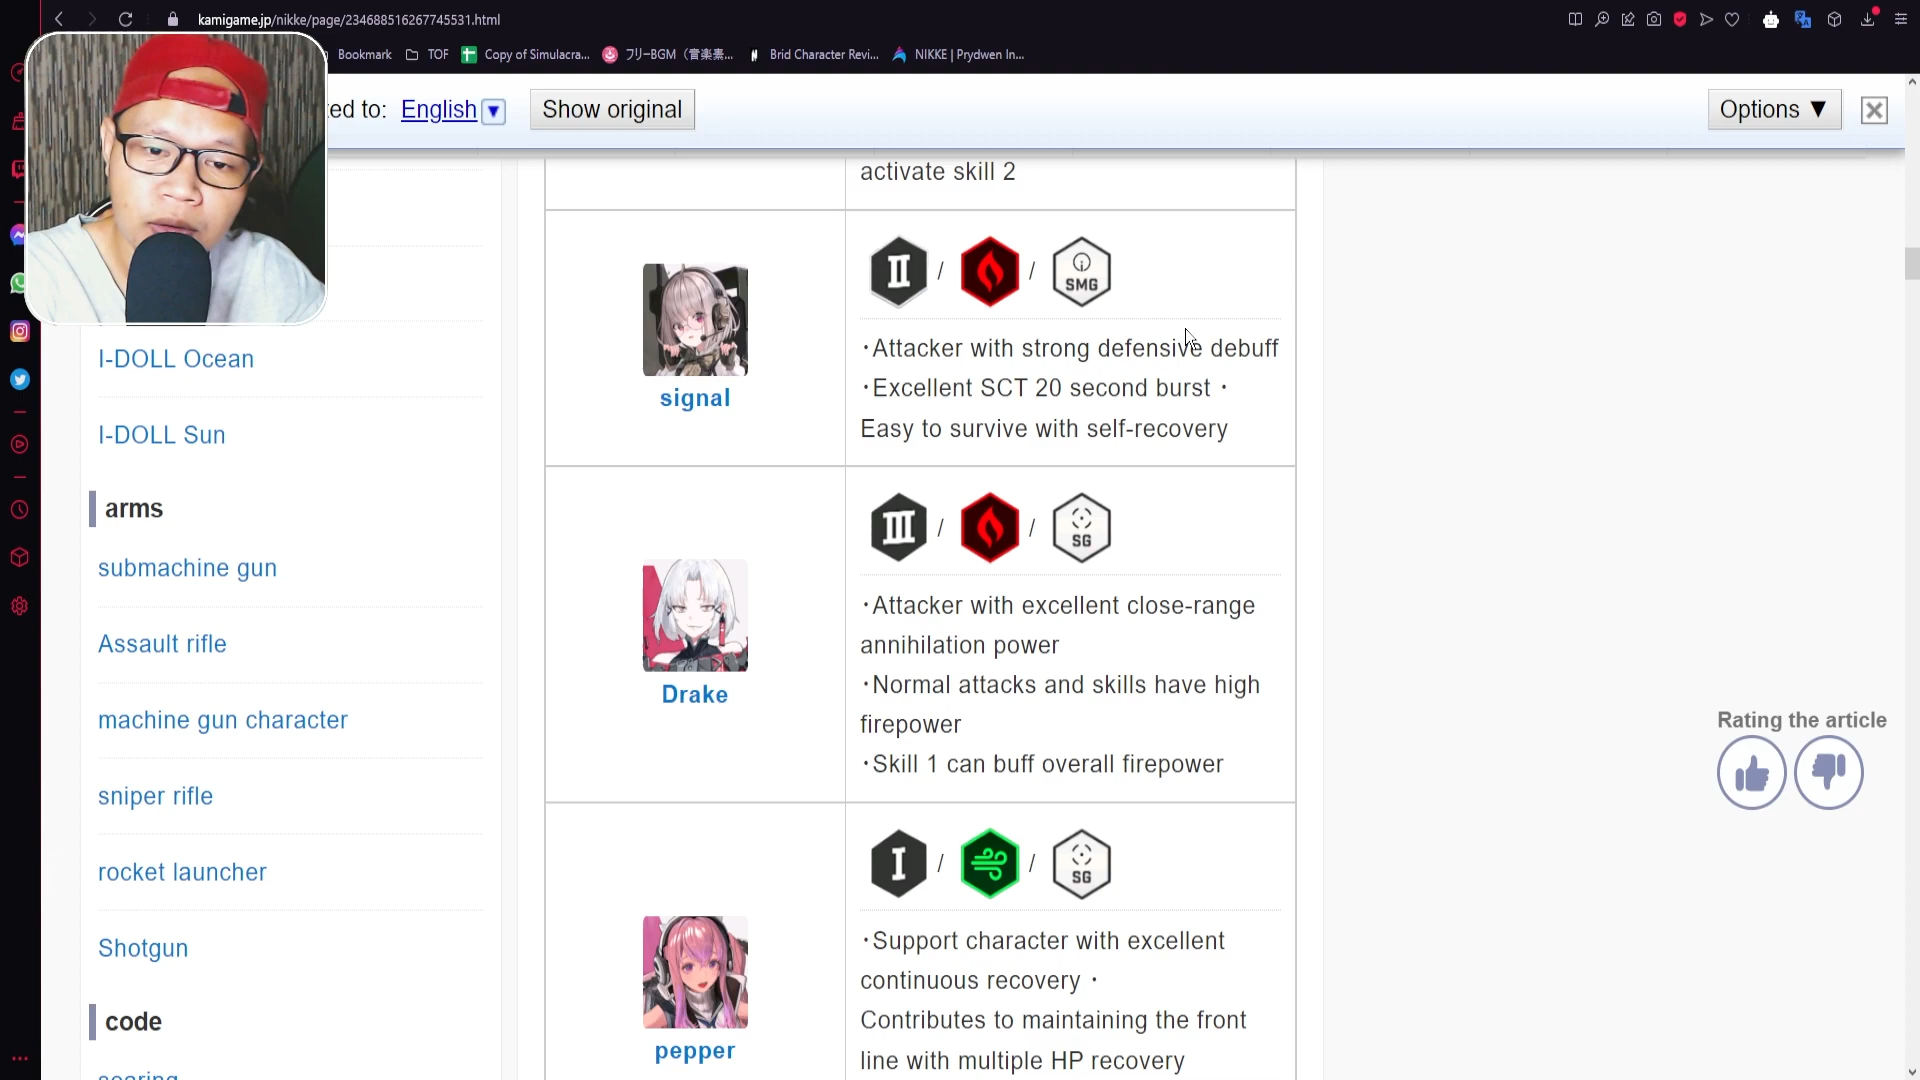 kamigame.jp/nikke/page/234688516267745531.html
Bookmark
TOF
Copy of Simulacra...
フリーBGM（音楽素...
Brid Character Revi...
NIKKE | Prydwen In...
ed to: English ▼
Show original
Options ▼
activate skill 2
II / / SMG
signal
・Attacker with strong defensive debuff
・Excellent SCT 20 second burst ・
Easy to survive with self-recovery
III / / SG
Drake
・Attacker with excellent close-range
annihilation power
・Normal attacks and skills have high
firepower
・Skill 1 can buff overall firepower
I / / SG
pepper
・Support character with excellent
continuous recovery ・
Contributes to maintaining the front
line with multiple HP recovery
I-DOLL Ocean
I-DOLL Sun
arms
submachine gun
Assault rifle
machine gun character
sniper rifle
rocket launcher
Shotgun
code
Rating the article